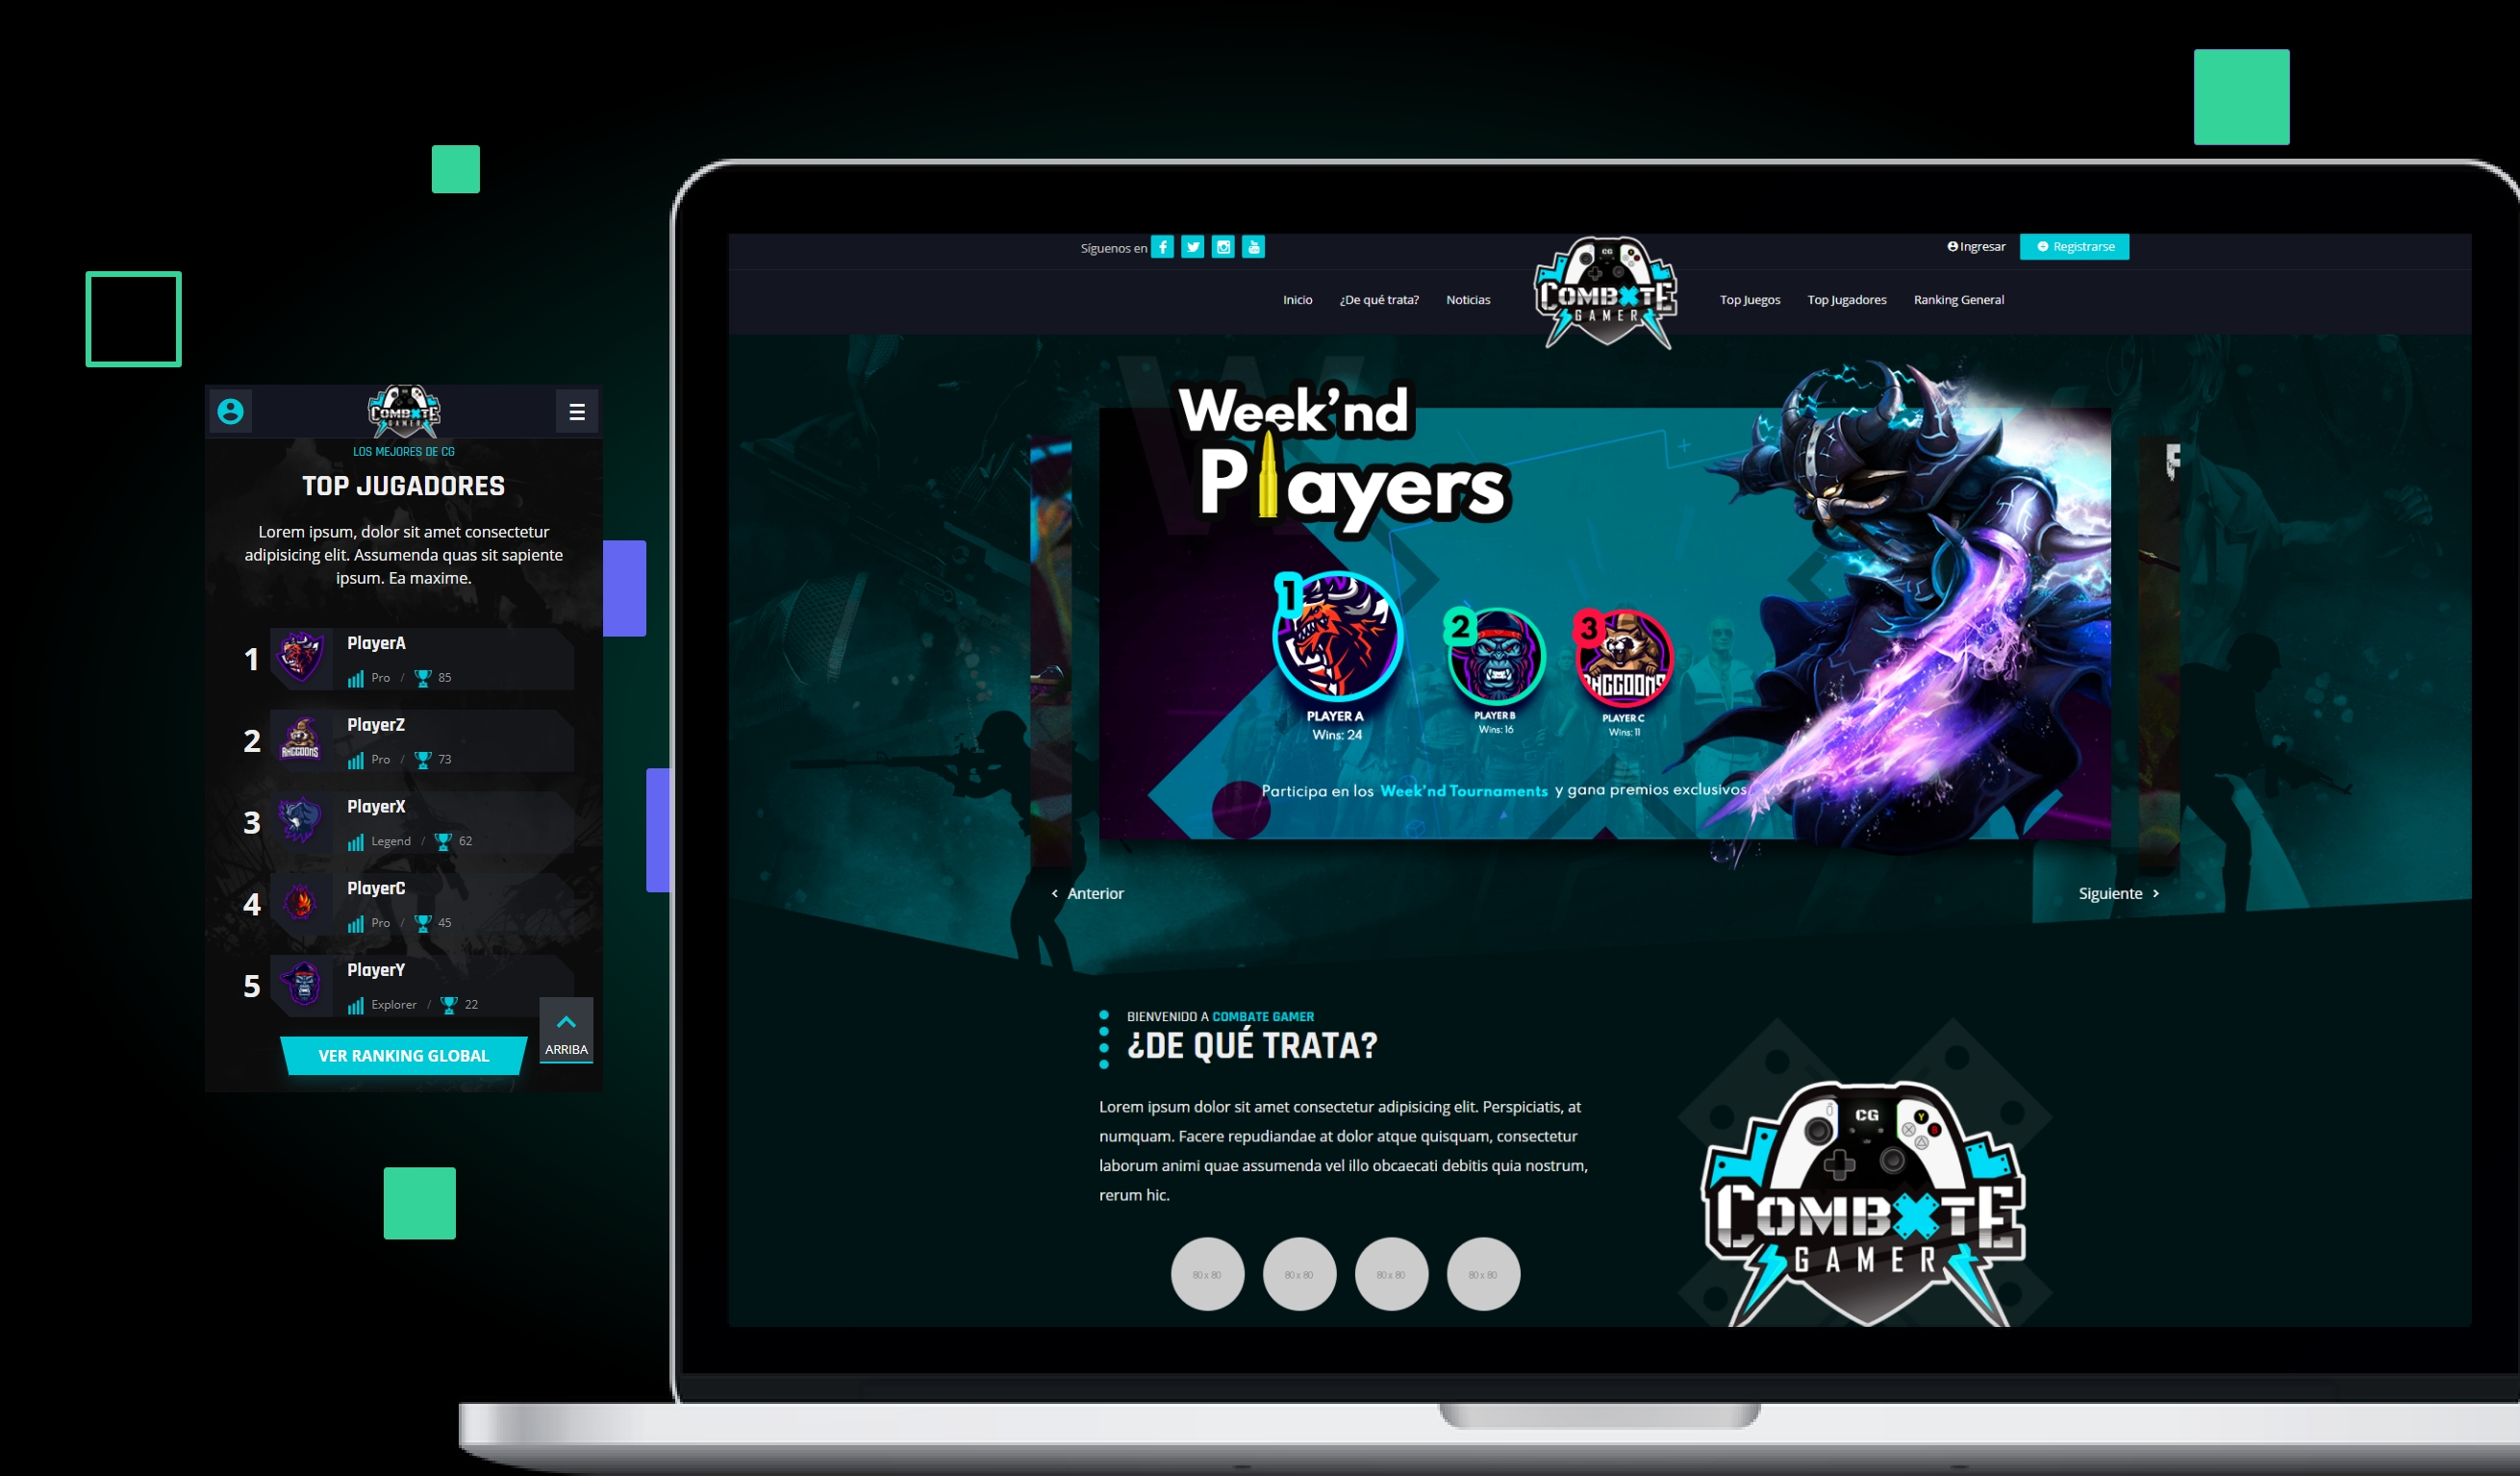 COMBATE
GAMER
LOS MEJORES DE CG
TOP JUGADORES
Lorem ipsum, dolor sit amet consectetur
adipisicing elit. Assumenda quas sit sapiente
ipsum. Ea maxime.
1
PlayerA
Pro / 85
2
RACCOONS
PlayerZ
Pro / 73
3
PlayerX
Legend / 62
4
PlayerC
Pro / 45
5
PlayerY
Explorer / 22
VER RANKING GLOBAL
ARRIBA
Síguenos en
Ingresar
Registrarse
Inicio
¿De qué trata?
Noticias
CG
COMBATE
GAMER
Top Juegos
Top Jugadores
Ranking General
W
Week'nd
Players
1
2
3
RACCOONS
PLAYER A
Wins: 24
PLAYER B
Wins: 16
PLAYER C
Wins: 11
Participa en los Week'nd Tournaments y gana premios exclusivos
Anterior
Siguiente
BIENVENIDO A COMBATE GAMER
¿DE QUÉ TRATA?
Lorem ipsum dolor sit amet consectetur adipisicing elit. Perspiciatis, at
numquam. Facere repudiandae at dolor atque quisquam, consectetur
laborum animi quae assumenda vel illo obcaecati debitis quia nostrum,
rerum hic.
80 x 80
80 x 80
80 x 80
80 x 80
CG
Y
B
COMBATE
GAMER